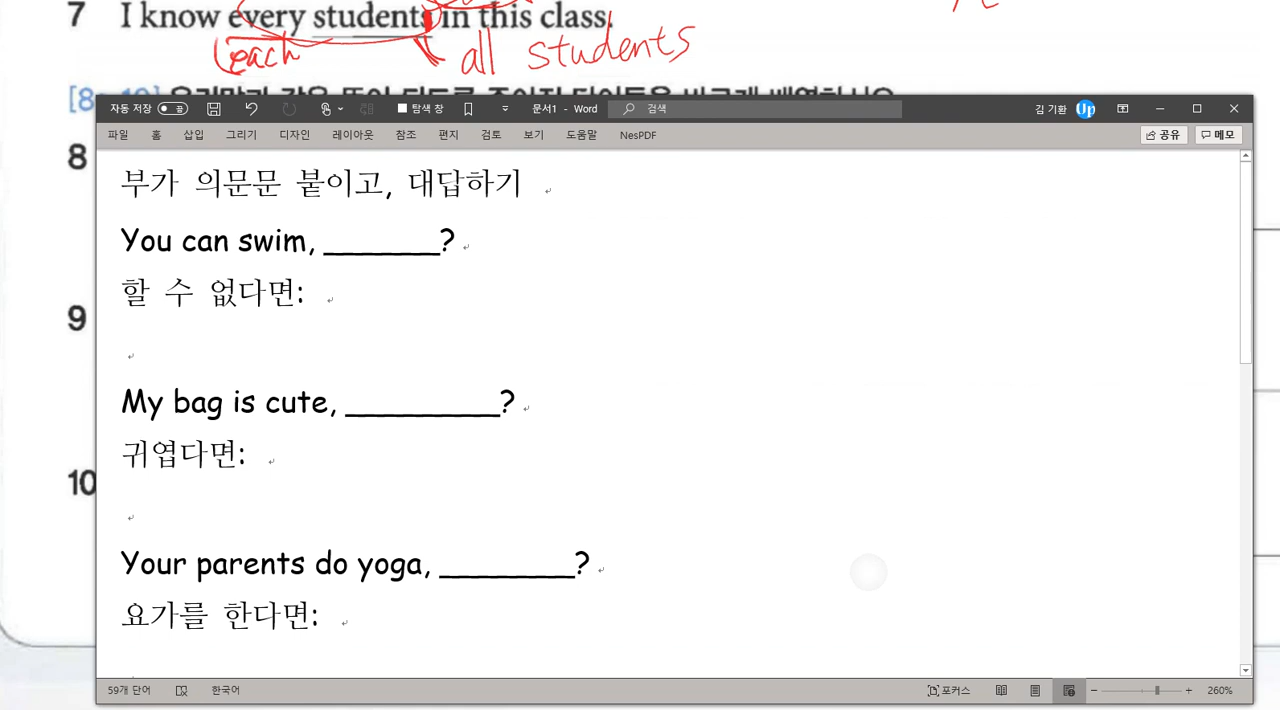 7 I know every students in this class.
each
all students
[8
자동 저장 문서1 - Word 검색 김 기환
탐색 창
파일 홈 삽입 그리기 디자인 레이아웃 참조 편지 검토 보기 도움말 NesPDF 공유 메모
8
부가 의문문 붙이고, 대답하기
You can swim, ______?
할 수 없다면:
9
My bag is cute, ________?
귀엽다면:
10
Your parents do yoga, _______?
요가를 한다면:
59개 단어 한국어 포커스 260%